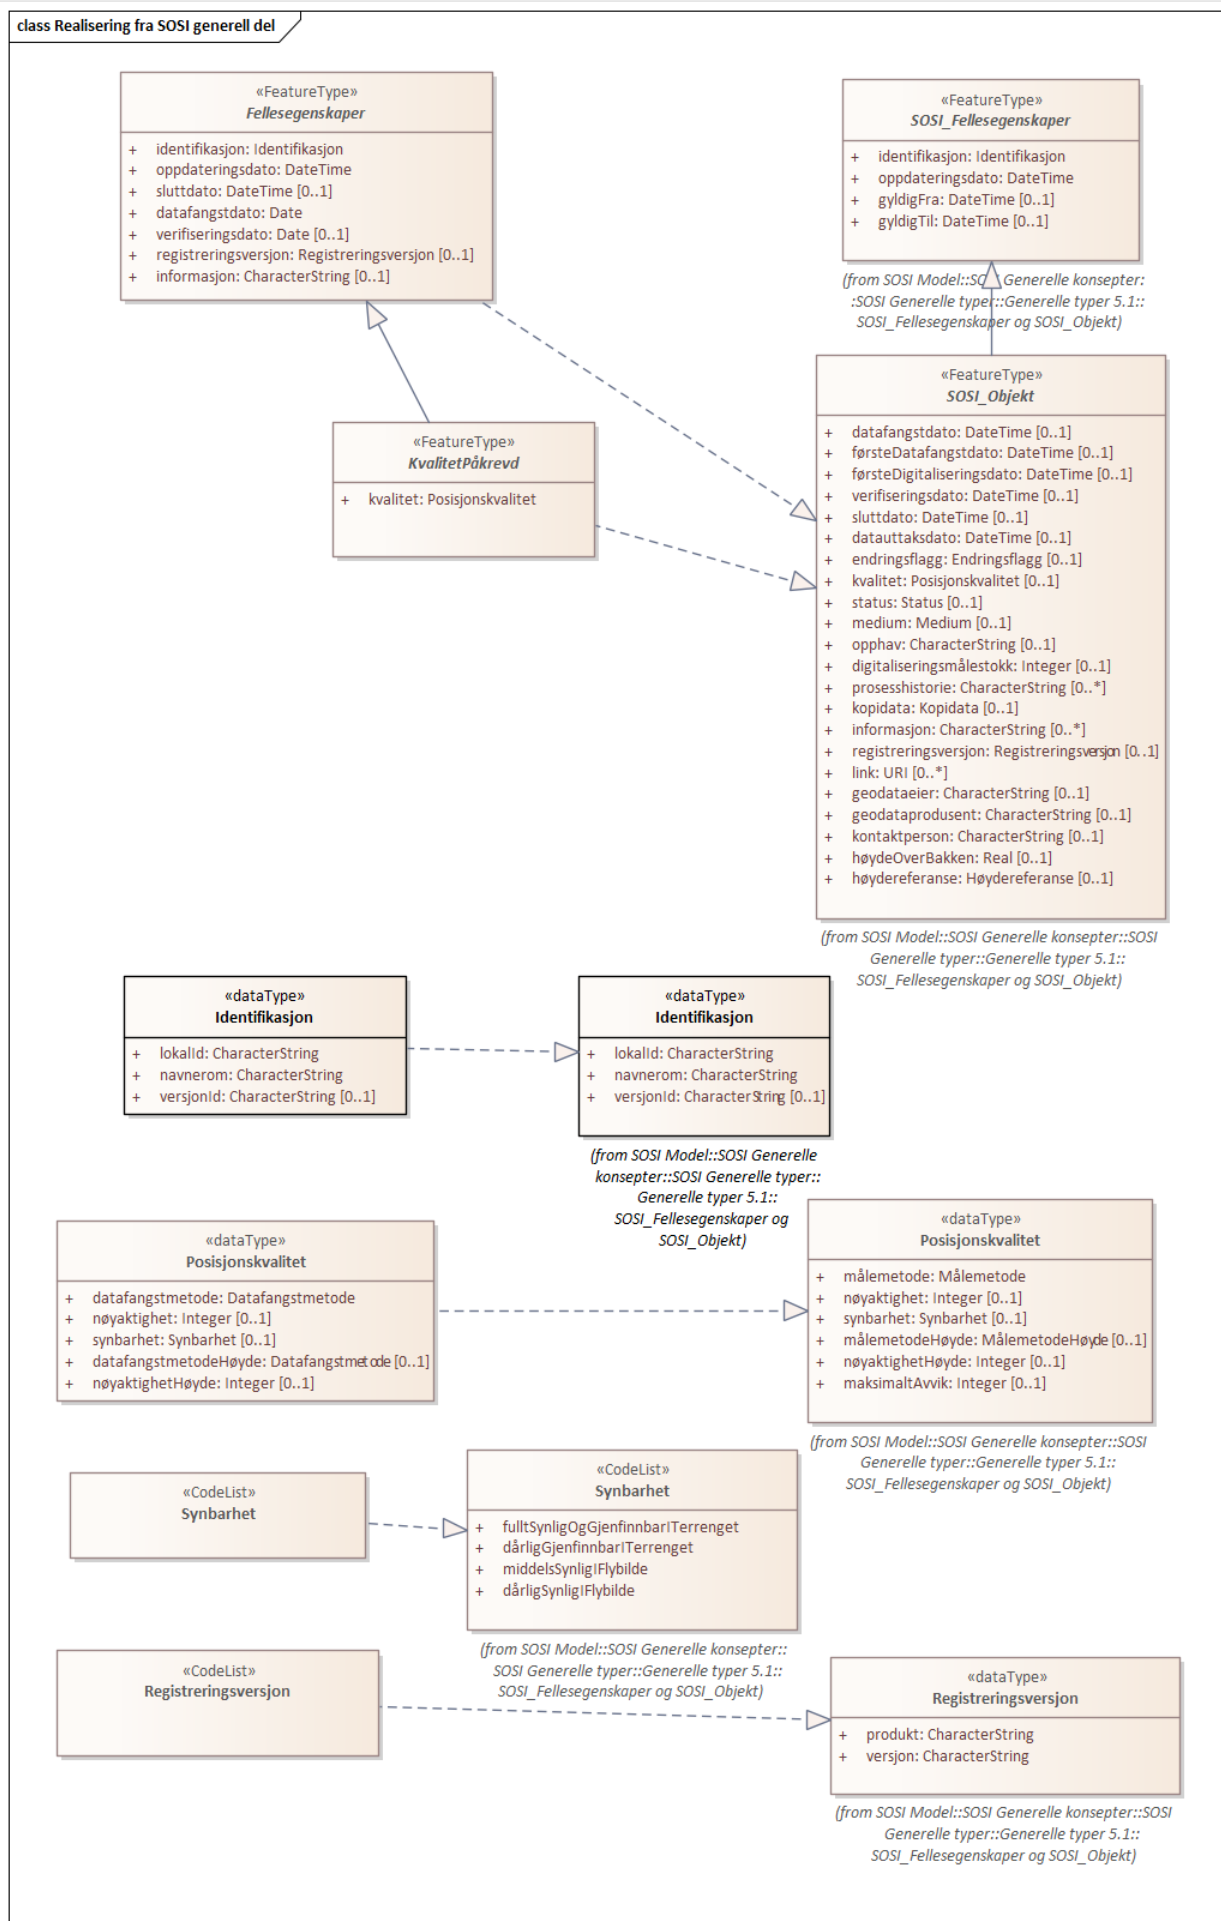 class Realisering fra SOSI generell del
«FeatureType»
Fellesegenskaper
+ identifikasjon: Identifikasjon
+ oppdateringsdato: DateTime
+ sluttdato: DateTime [0..1]
+ datafangstdato: Date
+ verifiseringsdato: Date [0..1]
+ registreringsversjon: Registreringsversjon [0..1]
+ informasjon: CharacterString [0..1]
«FeatureType»
SOSI_Fellesegenskaper
+ identifikasjon: Identifikasjon
+ oppdateringsdato: DateTime
+ gyldigFra: DateTime [0..1]
+ gyldigTil: DateTime [0..1]
(from SOSI Model::SOSI Generelle konsepter:
:SOSI Generelle typer::Generelle typer 5.1::
SOSI_Fellesegenskaper og SOSI_Objekt)
«FeatureType»
KvalitetPåkrevd
+ kvalitet: Posisjonskvalitet
«FeatureType»
SOSI_Objekt
+ datafangstdato: DateTime [0..1]
+ førsteDatafangstdato: DateTime [0..1]
+ førsteDigitaliseringsdato: DateTime [0..1]
+ verifiseringsdato: DateTime [0..1]
+ sluttdato: DateTime [0..1]
+ datauttaksdato: DateTime [0..1]
+ endringsflagg: Endringsflagg [0..1]
+ kvalitet: Posisjonskvalitet [0..1]
+ status: Status [0..1]
+ medium: Medium [0..1]
+ opphav: CharacterString [0..1]
+ digitaliseringsmålestokk: Integer [0..1]
+ prosesshistorie: CharacterString [0..*]
+ kopidata: Kopidata [0..1]
+ informasjon: CharacterString [0..*]
+ registreringsversjon: Registreringsversjon [0..1]
+ link: URI [0..*]
+ geodataeier: CharacterString [0..1]
+ geodataprodusent: CharacterString [0..1]
+ kontaktperson: CharacterString [0..1]
+ høydeOverBakken: Real [0..1]
+ høydereferanse: Høydereferanse [0..1]
(from SOSI Model::SOSI Generelle konsepter::SOSI
Generelle typer::Generelle typer 5.1::
SOSI_Fellesegenskaper og SOSI_Objekt)
«dataType»
Identifikasjon
+ lokalId: CharacterString
+ navnerom: CharacterString
+ versjonId: CharacterString [0..1]
«dataType»
Identifikasjon
+ lokalId: CharacterString
+ navnerom: CharacterString
+ versjonId: CharacterString [0..1]
(from SOSI Model::SOSI Generelle
konsepter::SOSI Generelle typer::
Generelle typer 5.1::
SOSI_Fellesegenskaper og
SOSI_Objekt)
«dataType»
Posisjonskvalitet
+ datafangstmetode: Datafangstmetode
+ nøyaktighet: Integer [0..1]
+ synbarhet: Synbarhet [0..1]
+ datafangstmetodeHøyde: Datafangstmetode [0..1]
+ nøyaktighetHøyde: Integer [0..1]
«dataType»
Posisjonskvalitet
+ målemetode: Målemetode
+ nøyaktighet: Integer [0..1]
+ synbarhet: Synbarhet [0..1]
+ målemetodeHøyde: MålemetodeHøyde [0..1]
+ nøyaktighetHøyde: Integer [0..1]
+ maksimaltAvvik: Integer [0..1]
(from SOSI Model::SOSI Generelle konsepter::SOSI
Generelle typer::Generelle typer 5.1::
SOSI_Fellesegenskaper og SOSI_Objekt)
«CodeList»
Synbarhet
«CodeList»
Synbarhet
+ fulltSynligOgGjenfinnbarITerrenget
+ dårligGjenfinnbarITerrenget
+ middelsSynligIFlybilde
+ dårligSynligIFlybilde
(from SOSI Model::SOSI Generelle konsepter::
SOSI Generelle typer::Generelle typer 5.1::
SOSI_Fellesegenskaper og SOSI_Objekt)
«CodeList»
Registreringsversjon
«dataType»
Registreringsversjon
+ produkt: CharacterString
+ versjon: CharacterString
(from SOSI Model::SOSI Generelle konsepter::SOSI
Generelle typer::Generelle typer 5.1::
SOSI_Fellesegenskaper og SOSI_Objekt)